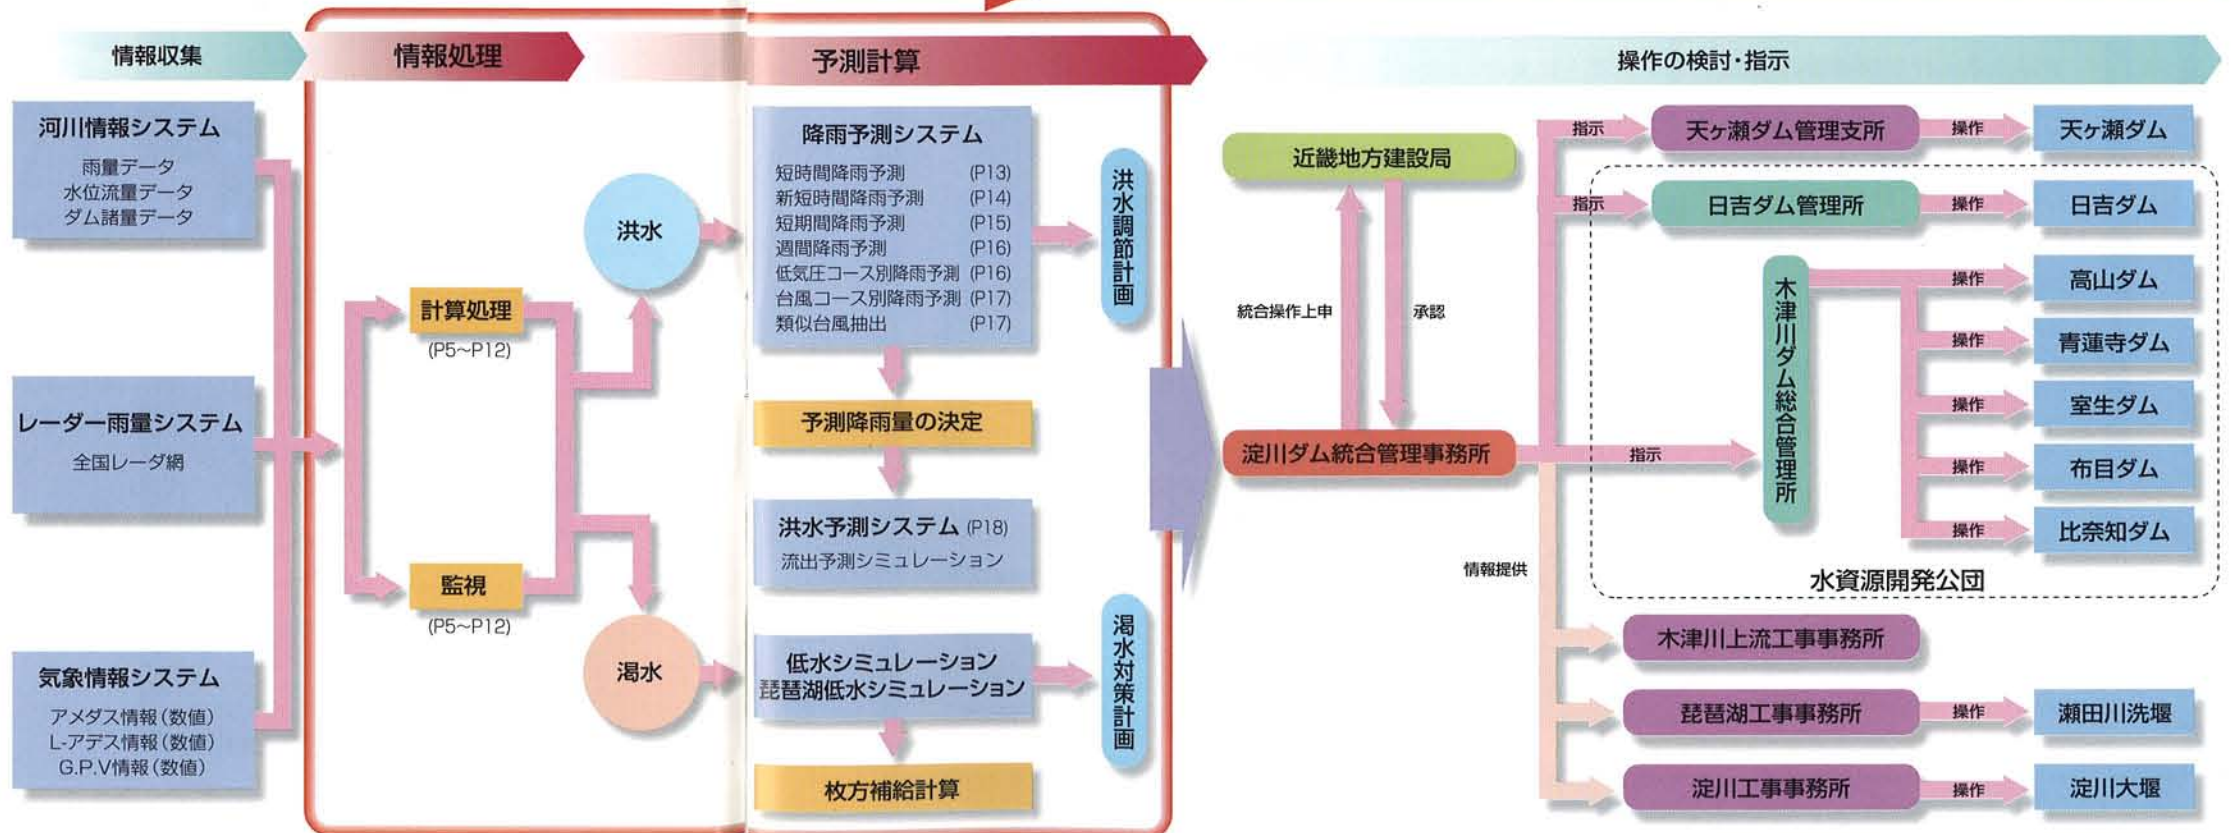 情報収集
情報処理
予測計算
操作の検討・指示
河川情報システム
雨量データ
水位流量データ
ダム諸量データ
レーダー雨量システム
全国レーダ網
気象情報システム
アメダス情報(数値)
L-アデス情報(数値)
G.P.V情報(数値)
計算処理
(P5~P12)
監視
(P5~P12)
洪水
渇水
降雨予測システム
短時間降雨予測 (P13)
新短時間降雨予測 (P14)
短期間降雨予測 (P15)
週間降雨予測 (P16)
低気圧コース別降雨予測 (P16)
台風コース別降雨予測 (P17)
類似台風抽出 (P17)
予測降雨量の決定
洪水予測システム (P18)
流出予測シミュレーション
低水シミュレーション
琵琶湖低水シミュレーション
枚方補給計算
洪水調節計画
渇水対策計画
近畿地方建設局
統合操作上申
承認
淀川ダム統合管理事務所
指示
天ヶ瀬ダム管理支所
操作
天ヶ瀬ダム
指示
日吉ダム管理所
操作
日吉ダム
指示
木津川ダム総合管理所
操作
高山ダム
操作
青蓮寺ダム
操作
室生ダム
操作
布目ダム
操作
比奈知ダム
水資源開発公団
情報提供
木津川上流工事事務所
琵琶湖工事事務所
操作
瀬田川洗堰
淀川工事事務所
操作
淀川大堰